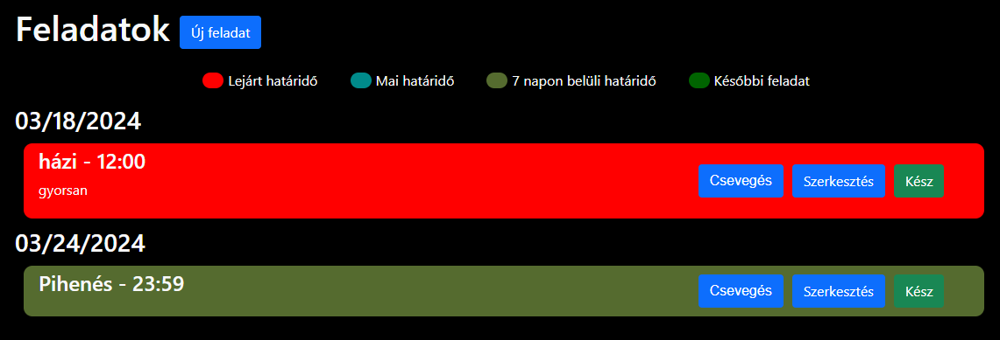 Feladatok Új feladat
Lejárt határidő Mai határidő 7 napon belüli határidő Későbbi feladat
03/18/2024
házi - 12:00
gyorsan
Csevegés Szerkesztés Kész
03/24/2024
Pihenés - 23:59
Csevegés Szerkesztés Kész